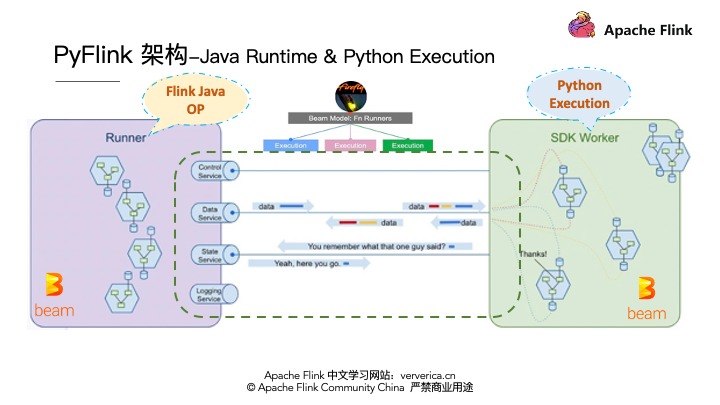 Apache Flink
PyFlink 架构-Java Runtime & Python Execution
Flink Java
OP
Firefly
Python
Execution
Beam Model: Fn Runners
Runner
SDK Worker
Execution
Execution
Execution
Control
Service
Data
Service
data
data
data
data
State
Service
You remember what that one guy said?
Yeah, here you go.
Thanks!
Logging
Service
beam
beam
Apache Flink 中文学习网站：ververica.cn
© Apache Flink Community China 严禁商业用途